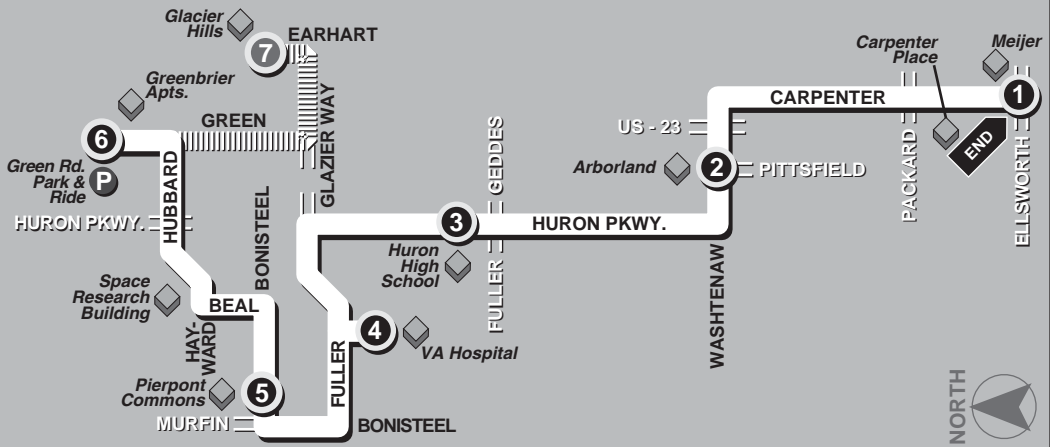 Glacier
Hills
7
EARHART
Greenbrier
Apts.
GREEN
GLAZIER WAY
6
Green Rd.
Park &
Ride
P
HURON PKWY.
HUBBARD
BONISTEEL
Space
Research
Building
BEAL
HAY-
WARD
Pierpont
Commons
5
MURFIN
BONISTEEL
FULLER
4
VA Hospital
3
Huron
High
School
GEDDES
FULLER
HURON PKWY.
US - 23
Arborland
2
PITTSFIELD
WASHTENAW
CARPENTER
Carpenter
Place
PACKARD
Meijer
1
END
ELLSWORTH
NORTH